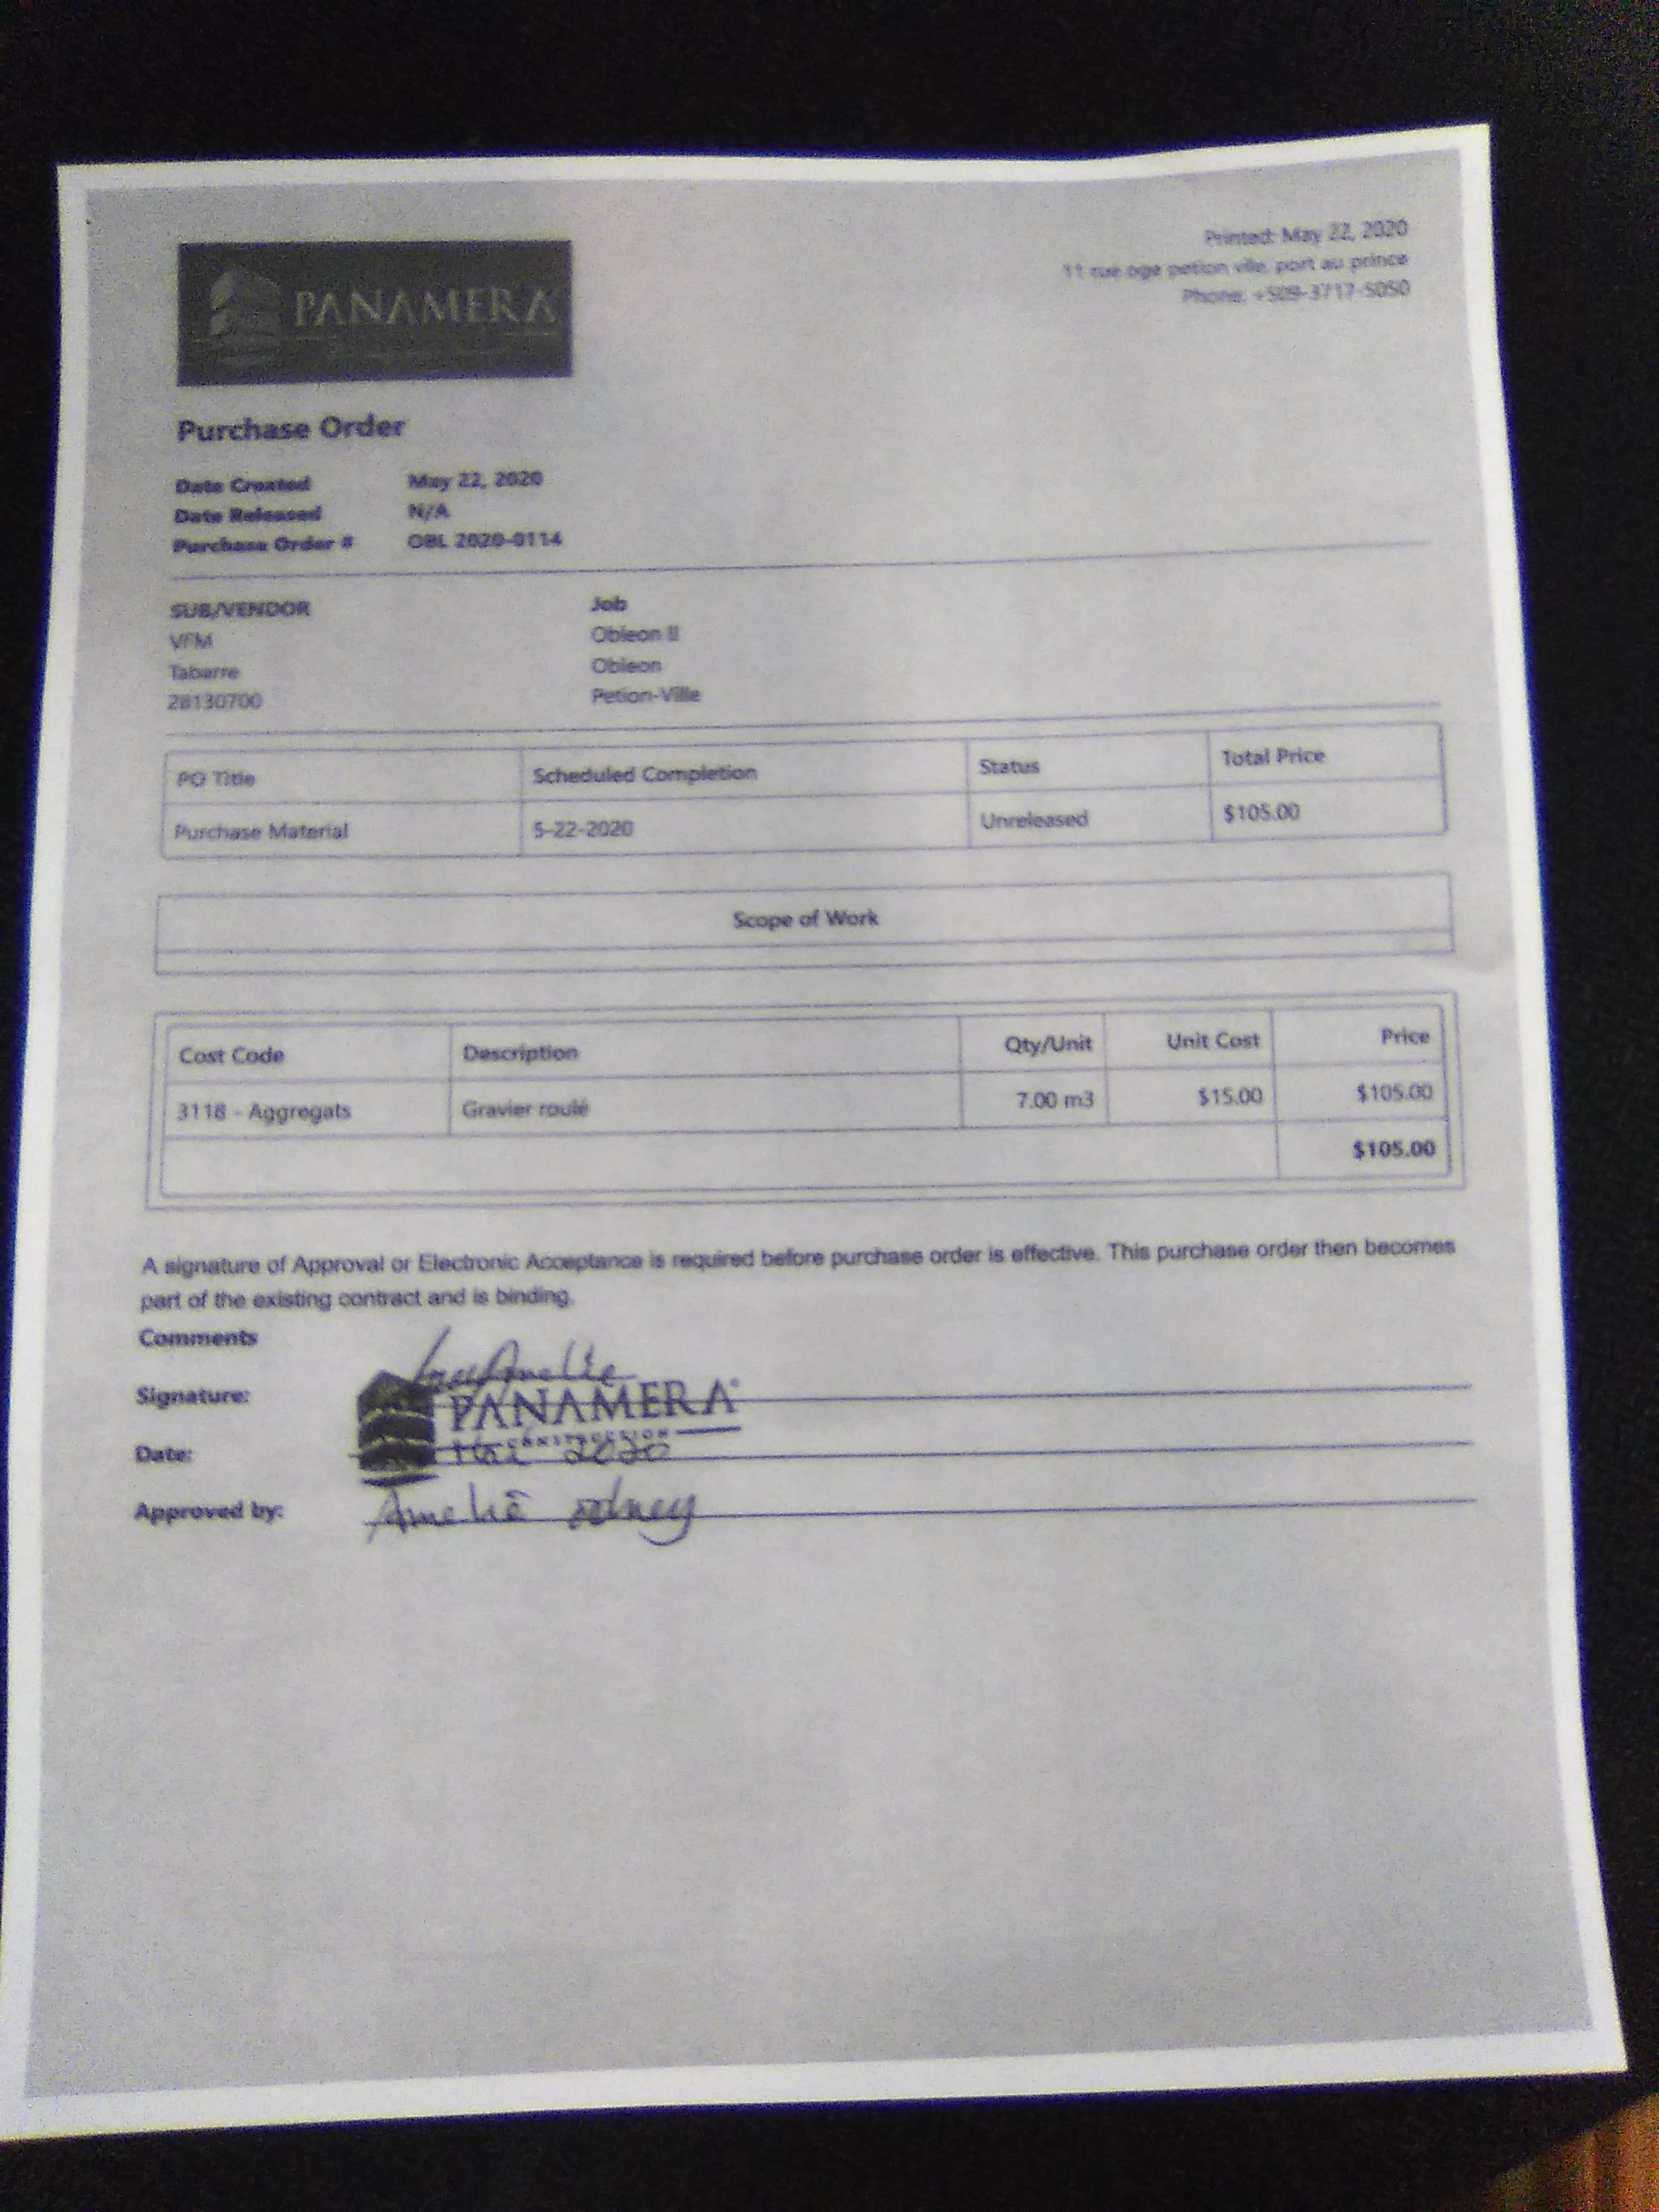 PANAMERA
Printed: May 22, 2020
11 rue oge petion ville, port au prince
Phone: +509-3717-5050
Purchase Order
Date Created May 22, 2020
Date Released N/A
Purchase Order # OBL 2020-0114
SUB/VENDOR Job
VFM Obleon II
Tabarre Obleon
28130700 Petion-Ville
PO Title Scheduled Completion Status Total Price
Purchase Material 5-22-2020 Unreleased $105.00
Scope of Work
Cost Code Description Qty/Unit Unit Cost Price
3118 - Aggregats Gravier roulé 7.00 m3 $15.00 $105.00
$105.00
A signature of Approval or Electronic Acceptance is required before purchase order is effective. This purchase order then becomes
part of the existing contract and is binding.
Comments
Signature: PANAMERA
CONSTRUCTION
Date: 2020
Approved by: Amelie